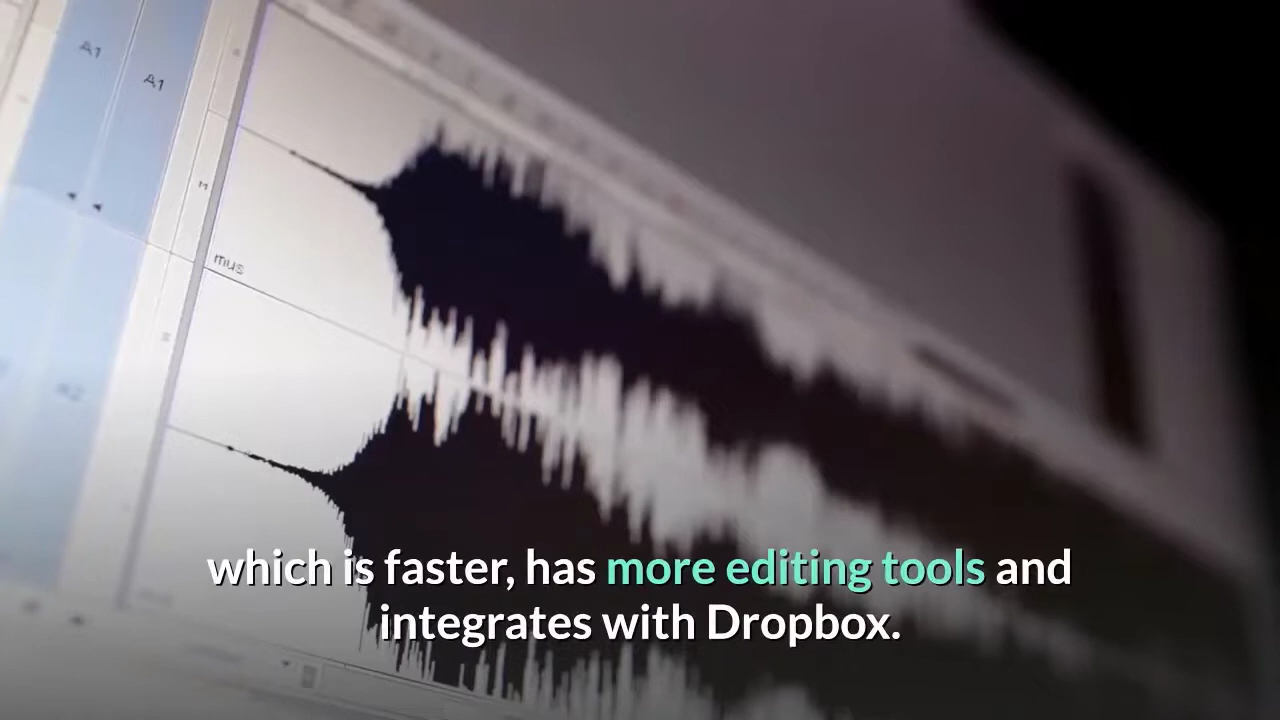 A1
A1
M
mus
which is faster, has more editing tools and
integrates with Dropbox.